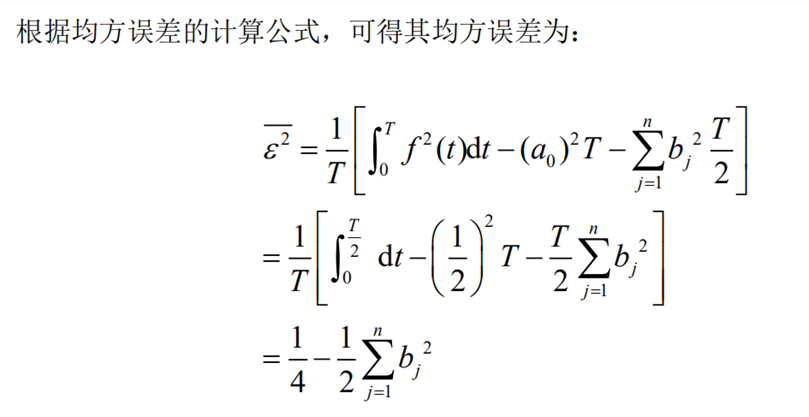 根据均方误差的计算公式，可得其均方误差为：
$\overline{\varepsilon^2} = \frac{1}{T}\left[\int_0^T f^2(t)\mathrm{d}t - (a_0)^2 T - \sum_{j=1}^{n} b_j^2 \frac{T}{2}\right]$
$= \frac{1}{T}\left[\int_0^{\frac{T}{2}} \mathrm{d}t - \left(\frac{1}{2}\right)^2 T - \frac{T}{2}\sum_{j=1}^{n} b_j^2\right]$
$= \frac{1}{4} - \frac{1}{2}\sum_{j=1}^{n} b_j^2$